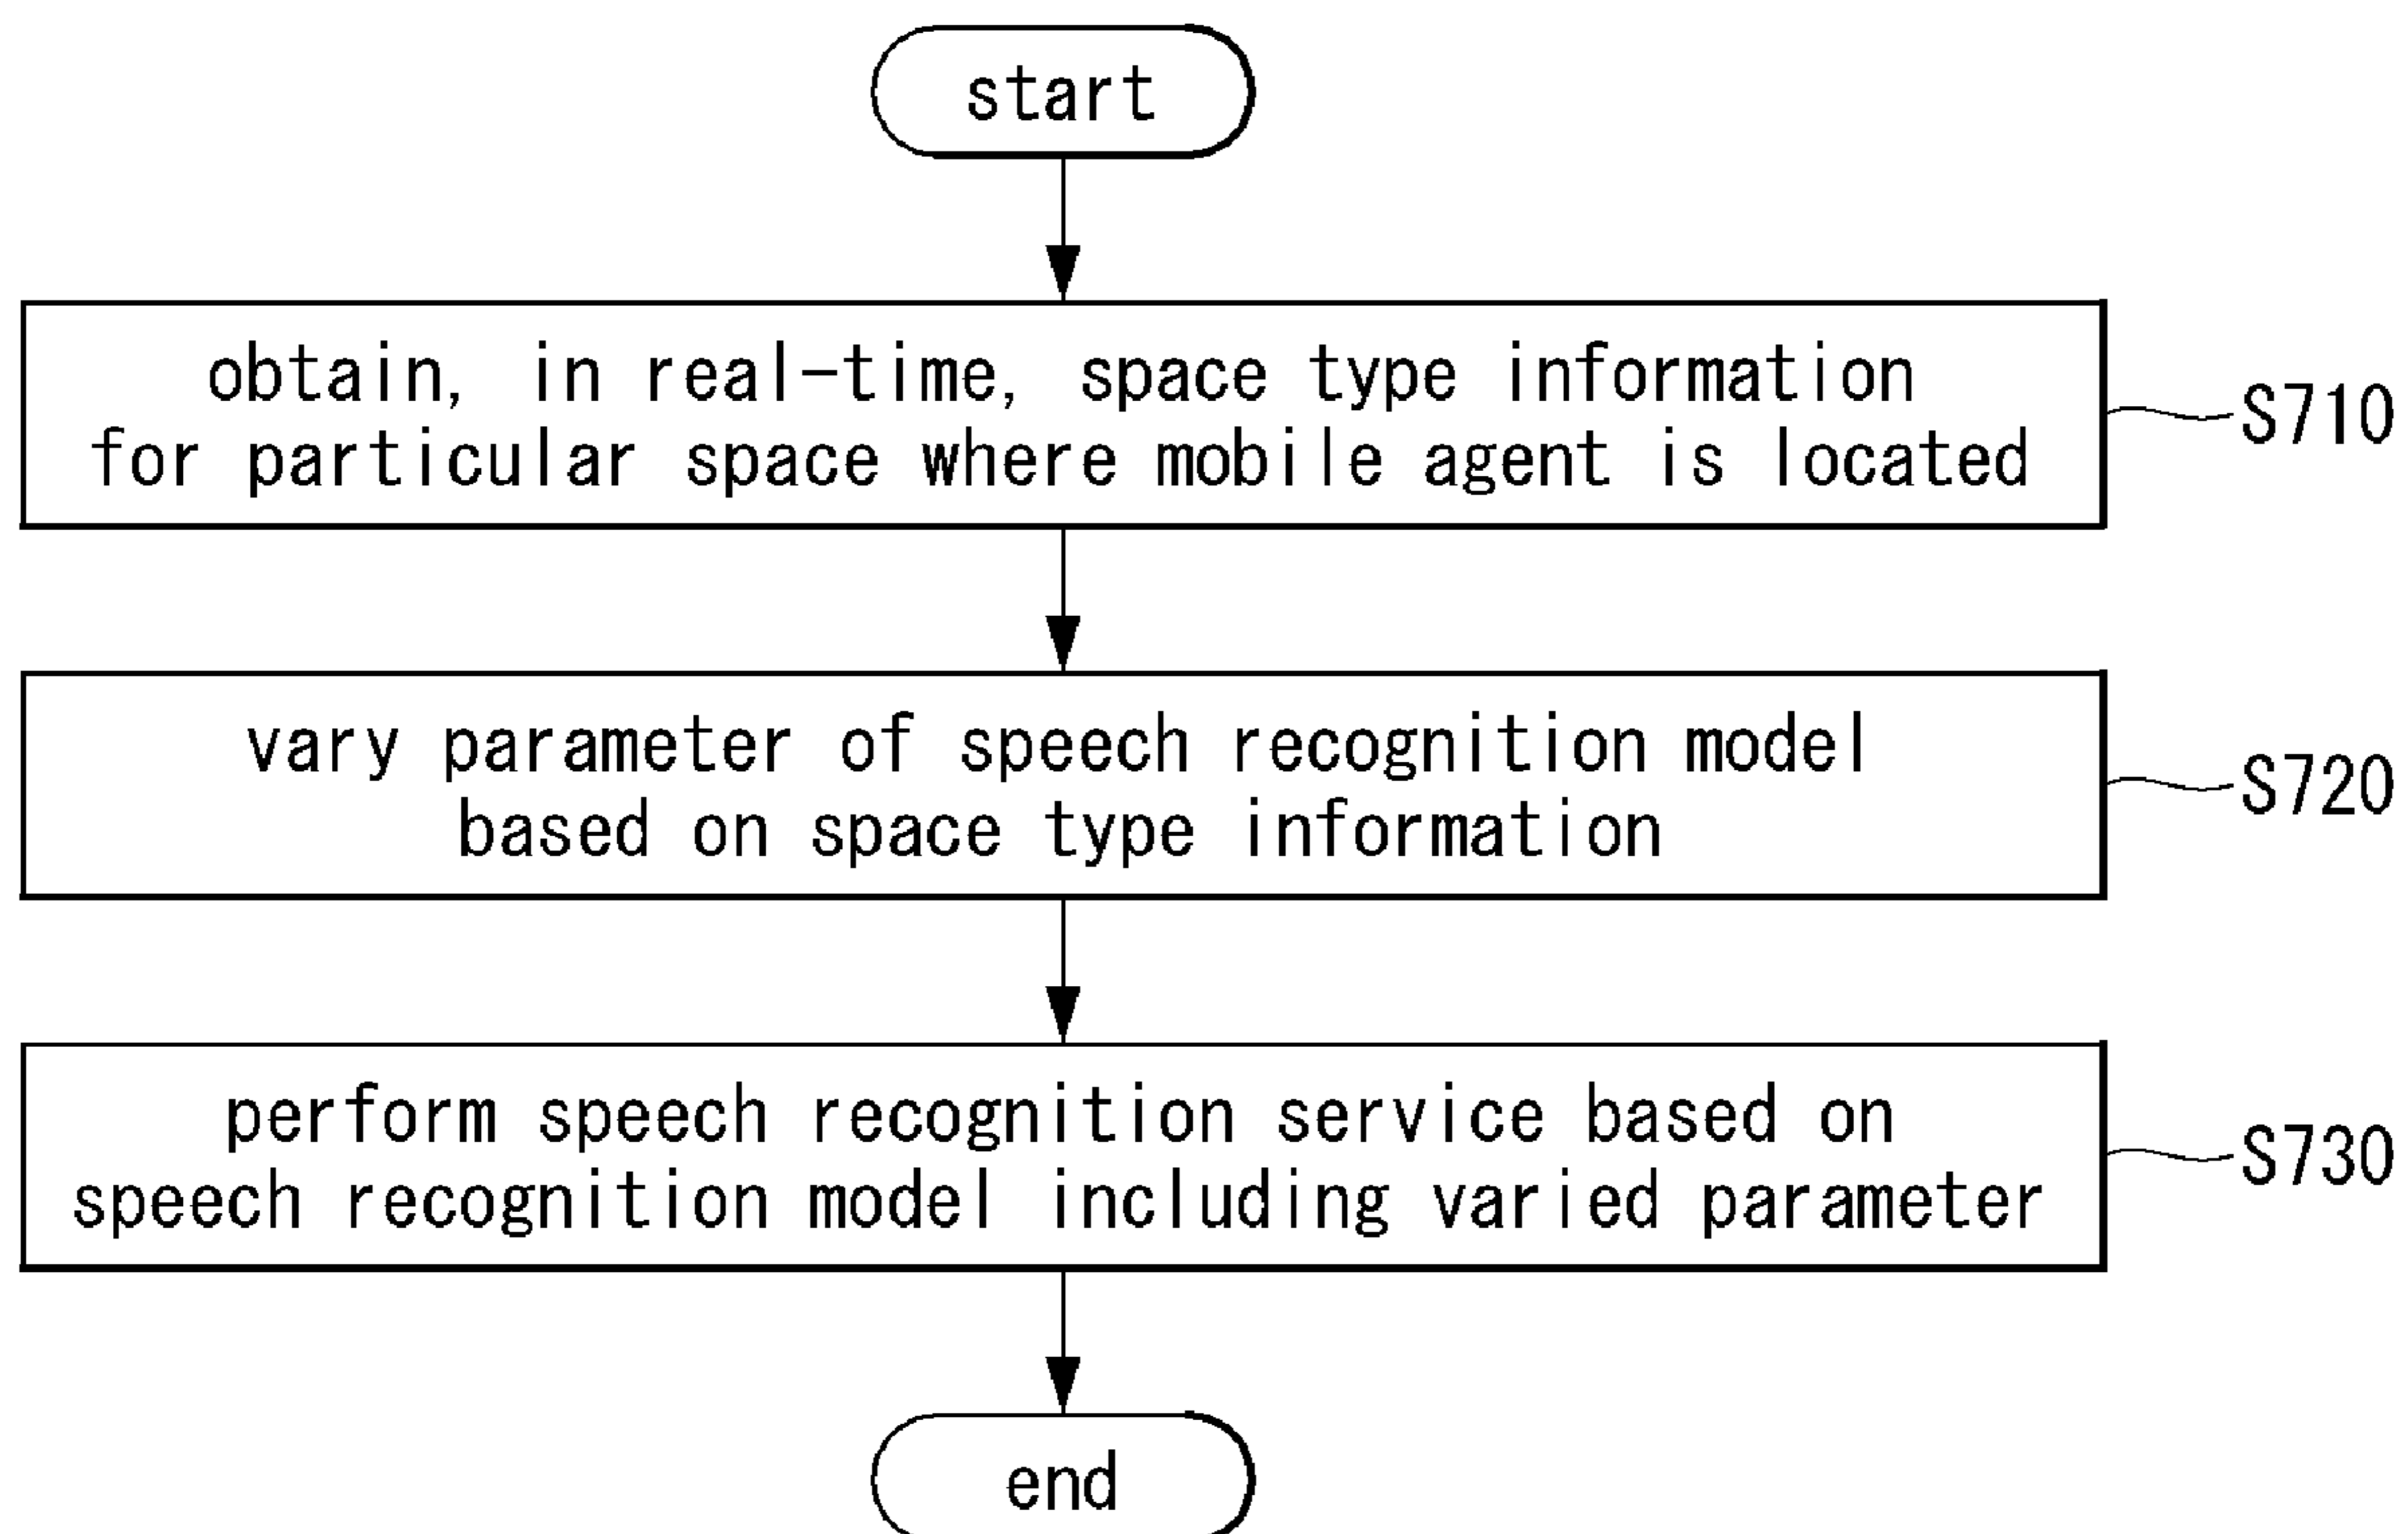 start
obtain, in real-time, space type information
for particular space where mobile agent is located
S710
vary parameter of speech recognition model
based on space type information
S720
perform speech recognition service based on
speech recognition model including varied parameter
S730
end